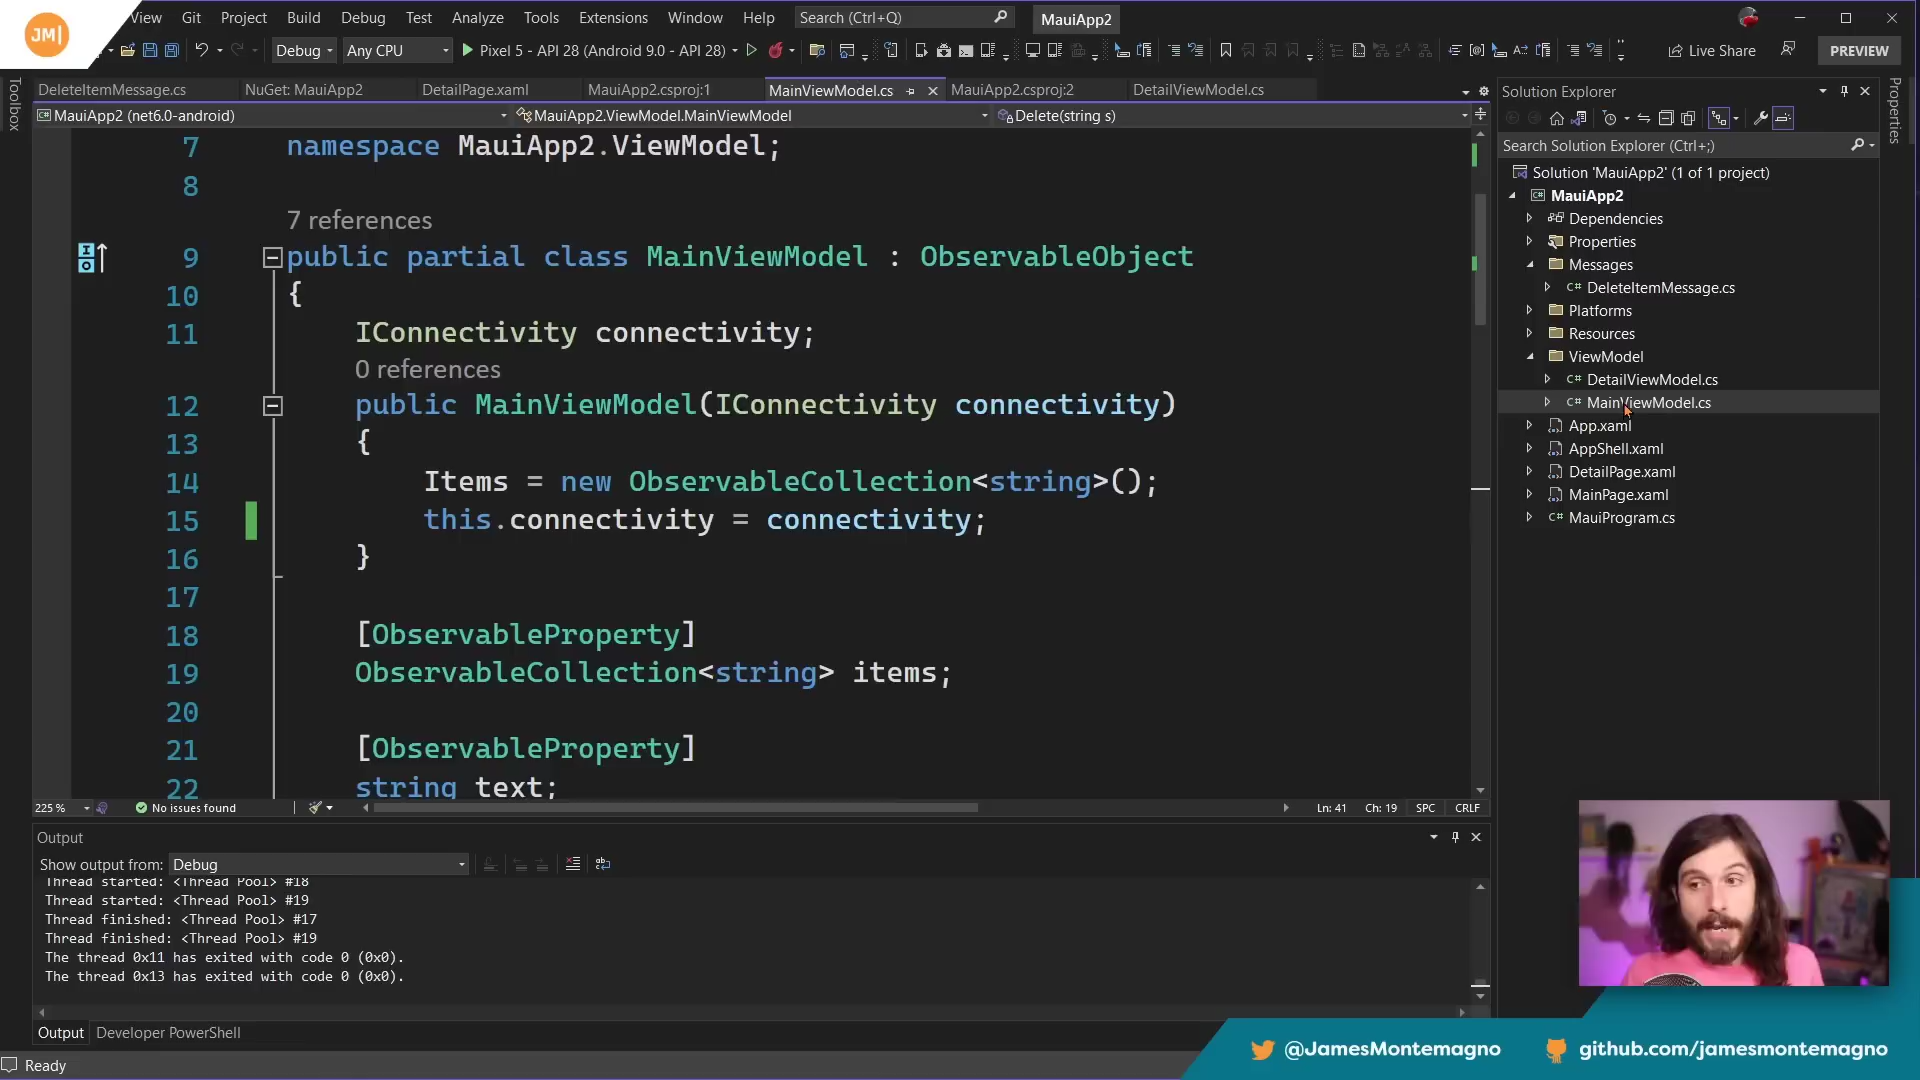 JM|
View Git Project Build Debug Test Analyze Tools Extensions Window Help Search (Ctrl+Q) MauiApp2
Debug Any CPU Pixel 5 - API 28 (Android 9.0 - API 28) Live Share PREVIEW
Toolbox
DeleteItemMessage.cs NuGet: MauiApp2 DetailPage.xaml MauiApp2.csproj:1 MainViewModel.cs MauiApp2.csproj:2 DetailViewModel.cs
MauiApp2 (net6.0-android) MauiApp2.ViewModel.MainViewModel Delete(string s)
7 namespace MauiApp2.ViewModel;
8
7 references
9 public partial class MainViewModel : ObservableObject
10 {
11 IConnectivity connectivity;
0 references
12 public MainViewModel(IConnectivity connectivity)
13 {
14 Items = new ObservableCollection<string>();
15 this.connectivity = connectivity;
16 }
17
18 [ObservableProperty]
19 ObservableCollection<string> items;
20
21 [ObservableProperty]
22 string text;
225 % No issues found Ln: 41 Ch: 19 SPC CRLF
Output
Show output from: Debug
Thread started: <Thread Pool> #18
Thread started: <Thread Pool> #19
Thread finished: <Thread Pool> #17
Thread finished: <Thread Pool> #19
The thread 0x11 has exited with code 0 (0x0).
The thread 0x13 has exited with code 0 (0x0).
Output Developer PowerShell
Ready
Solution Explorer
Search Solution Explorer (Ctrl+;)
Solution 'MauiApp2' (1 of 1 project)
MauiApp2
Dependencies
Properties
Messages
C# DeleteItemMessage.cs
Platforms
Resources
ViewModel
C# DetailViewModel.cs
C# MainViewModel.cs
App.xaml
AppShell.xaml
DetailPage.xaml
MainPage.xaml
C# MauiProgram.cs
Properties
@JamesMontemagno github.com/jamesmontemagno